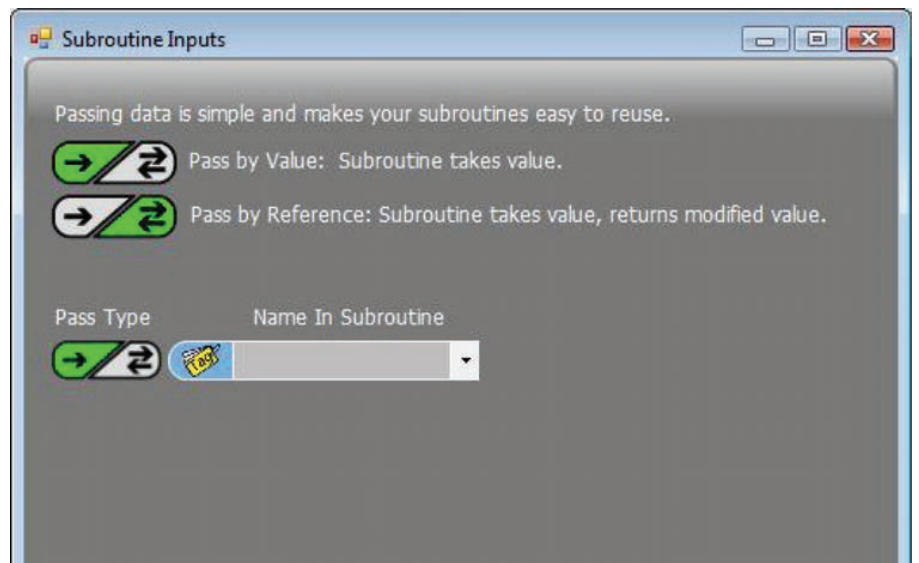 Subroutine Inputs
Passing data is simple and makes your subroutines easy to reuse.
Pass by Value: Subroutine takes value.
Pass by Reference: Subroutine takes value, returns modified value.
Pass Type Name In Subroutine
Tag